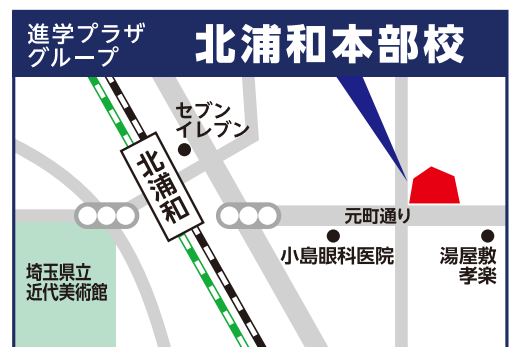 進学プラザ
グループ
北浦和本部校
セブン
イレブン
北浦和
元町通り
小島眼科医院
湯屋敷
孝楽
埼玉県立
近代美術館